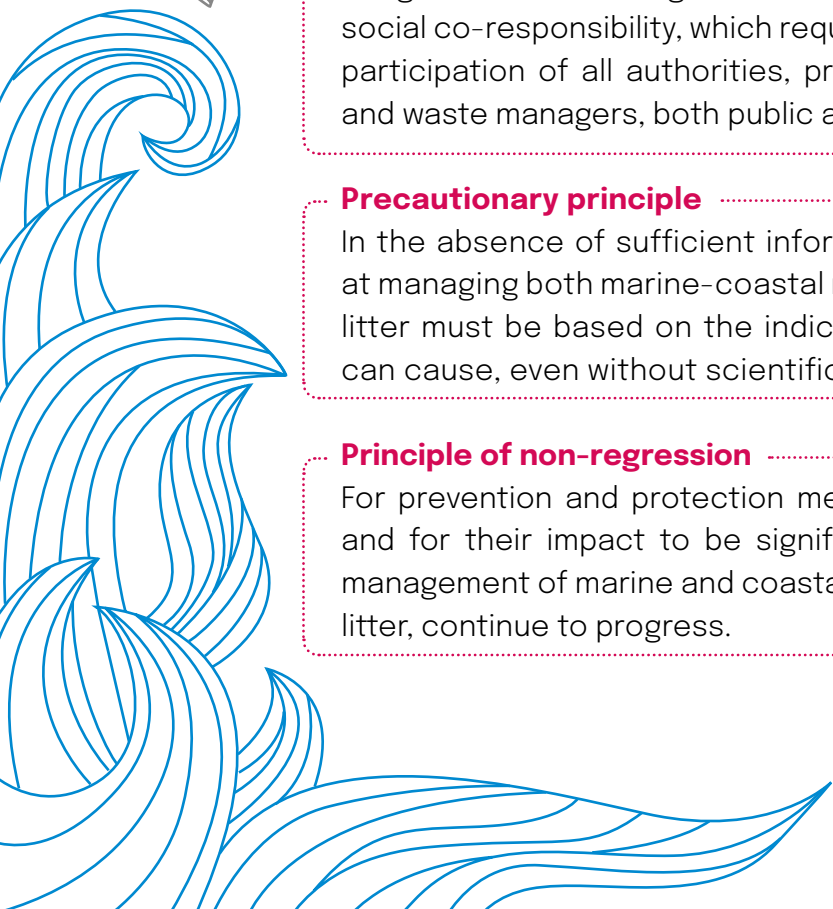 social co-responsibility, which requ
participation of all authorities, pr
and waste managers, both public a
Precautionary principle
In the absence of sufficient infor
at managing both marine-coastal
litter must be based on the indic
can cause, even without scientific
Principle of non-regression
For prevention and protection me
and for their impact to be signif
management of marine and coasta
litter, continue to progress.